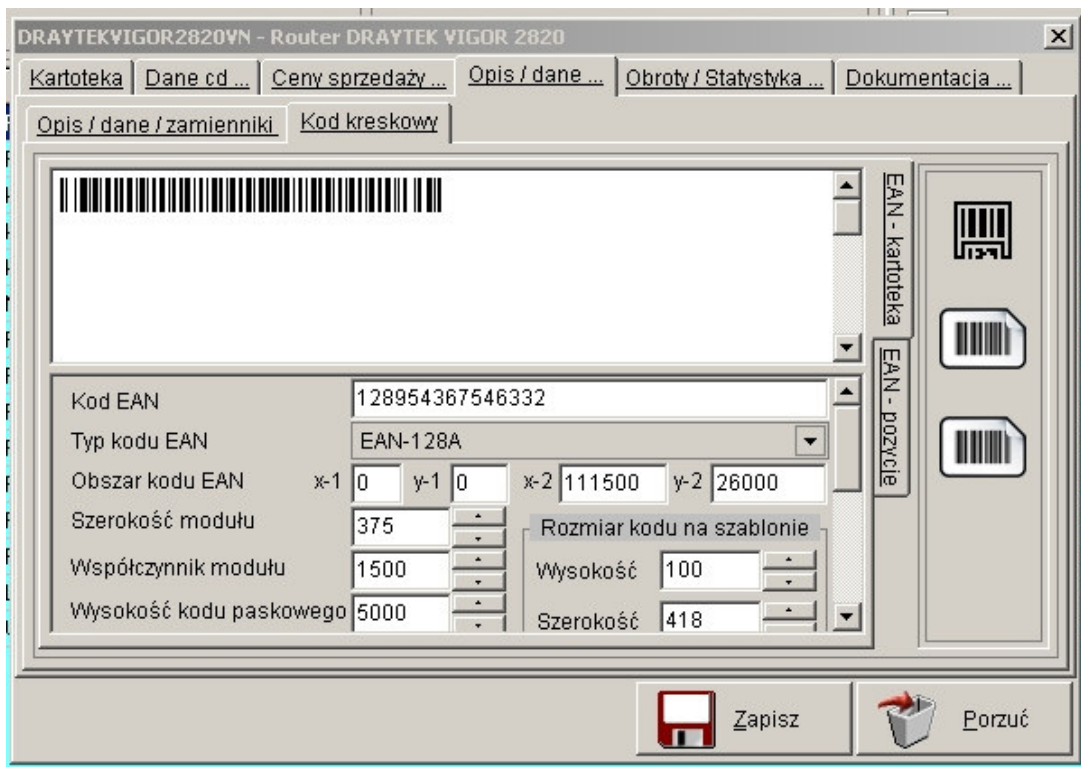 DRAYTEKVIGOR2820VN - Router DRAYTEK VIGOR 2820
Kartoteka Dane cd ... Ceny sprzedaży ... Opis / dane ... Obroty / Statystyka ... Dokumentacja ...
Opis / dane / zamienniki Kod kreskowy
EAN - kartoteka
EAN - pozycje
Kod EAN 128954367546332
Typ kodu EAN EAN-128A
Obszar kodu EAN x-1 0 y-1 0 x-2 111500 y-2 26000
Szerokość modułu 375
Rozmiar kodu na szablonie
Współczynnik modułu 1500
Wysokość 100
Wysokość kodu paskowego 5000
Szerokość 418
Zapisz Porzuć